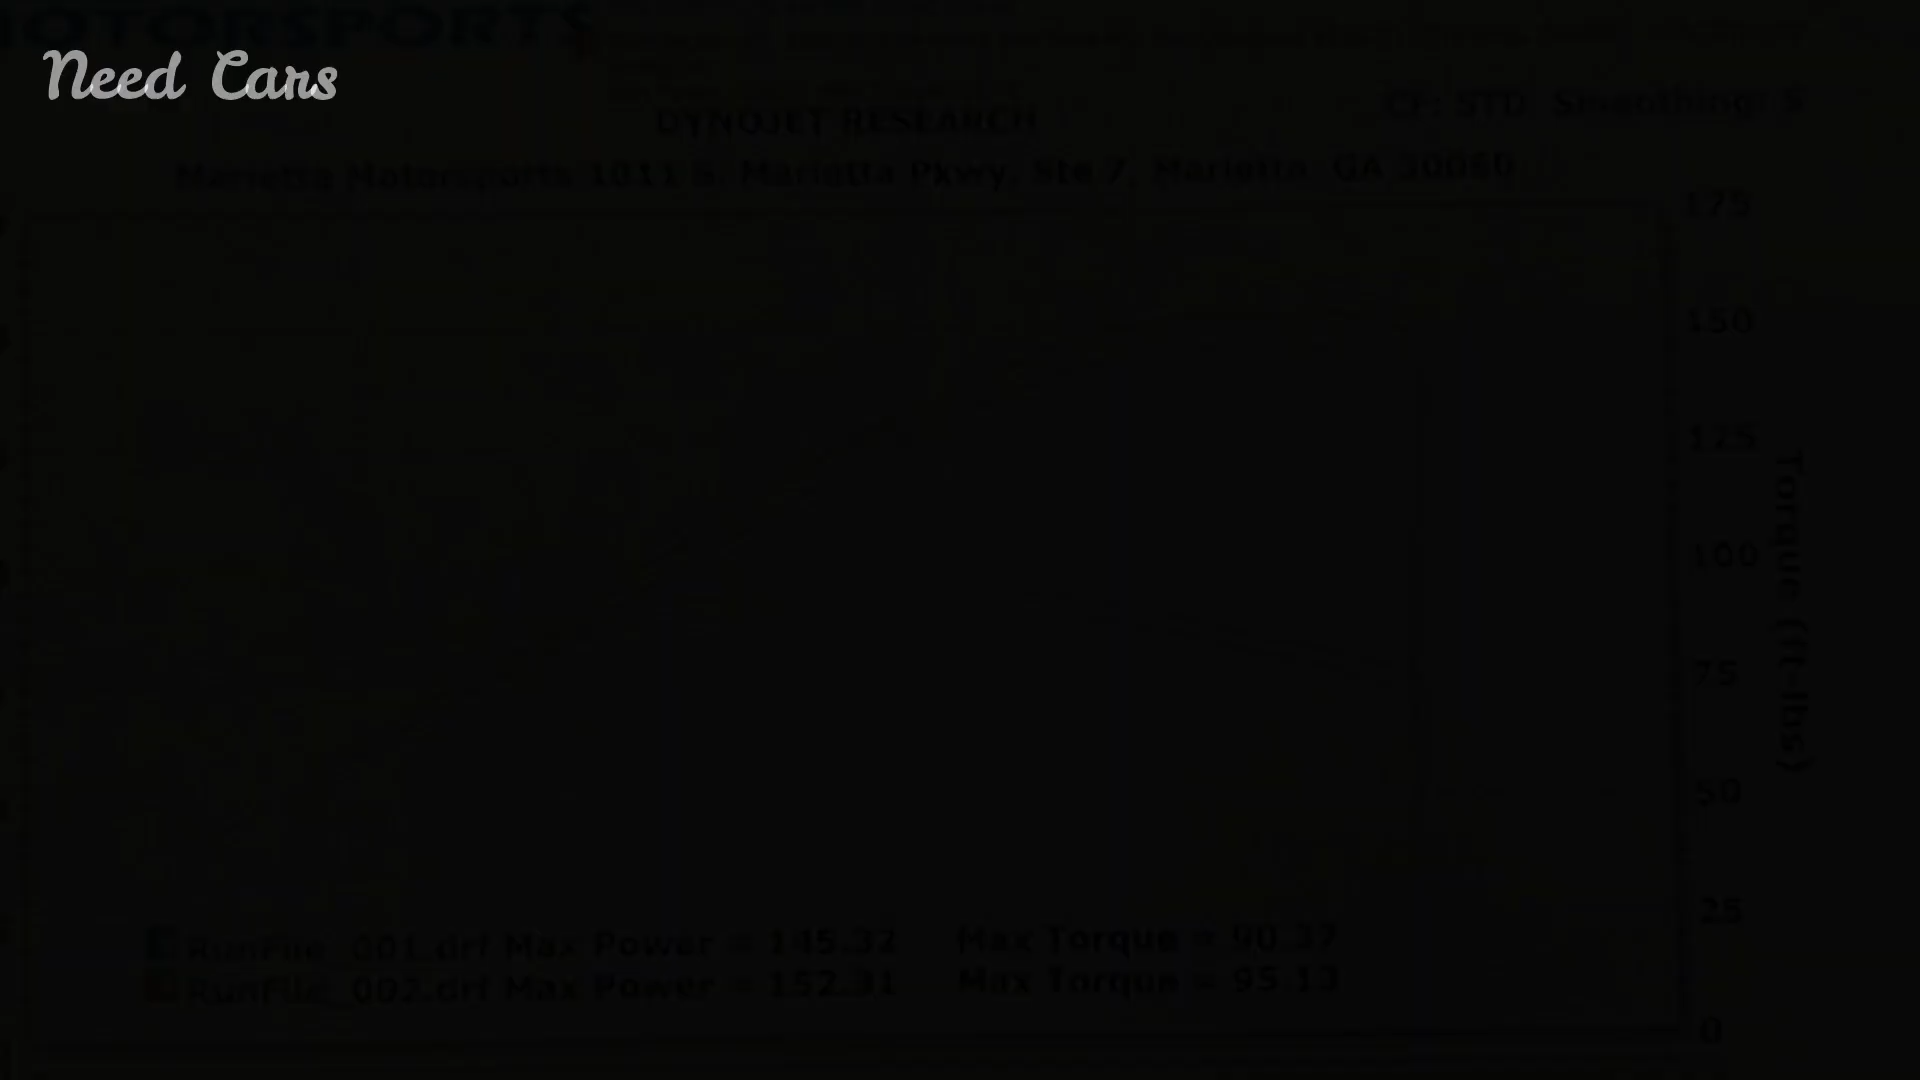 MOTORSPORTS
Need Cars
CF: STD Smoothing: 5
DYNOJET RESEARCH
Marietta Motorsports 1011 S. Marietta Pkwy, Ste 7, Marietta, GA 30060
175
150
125
100
75
50
25
0
Torque (ft-lbs)
RunFile_001.drf Max Power = 145.32 Max Torque = 90.37
RunFile_002.drf Max Power = 152.31 Max Torque = 95.13